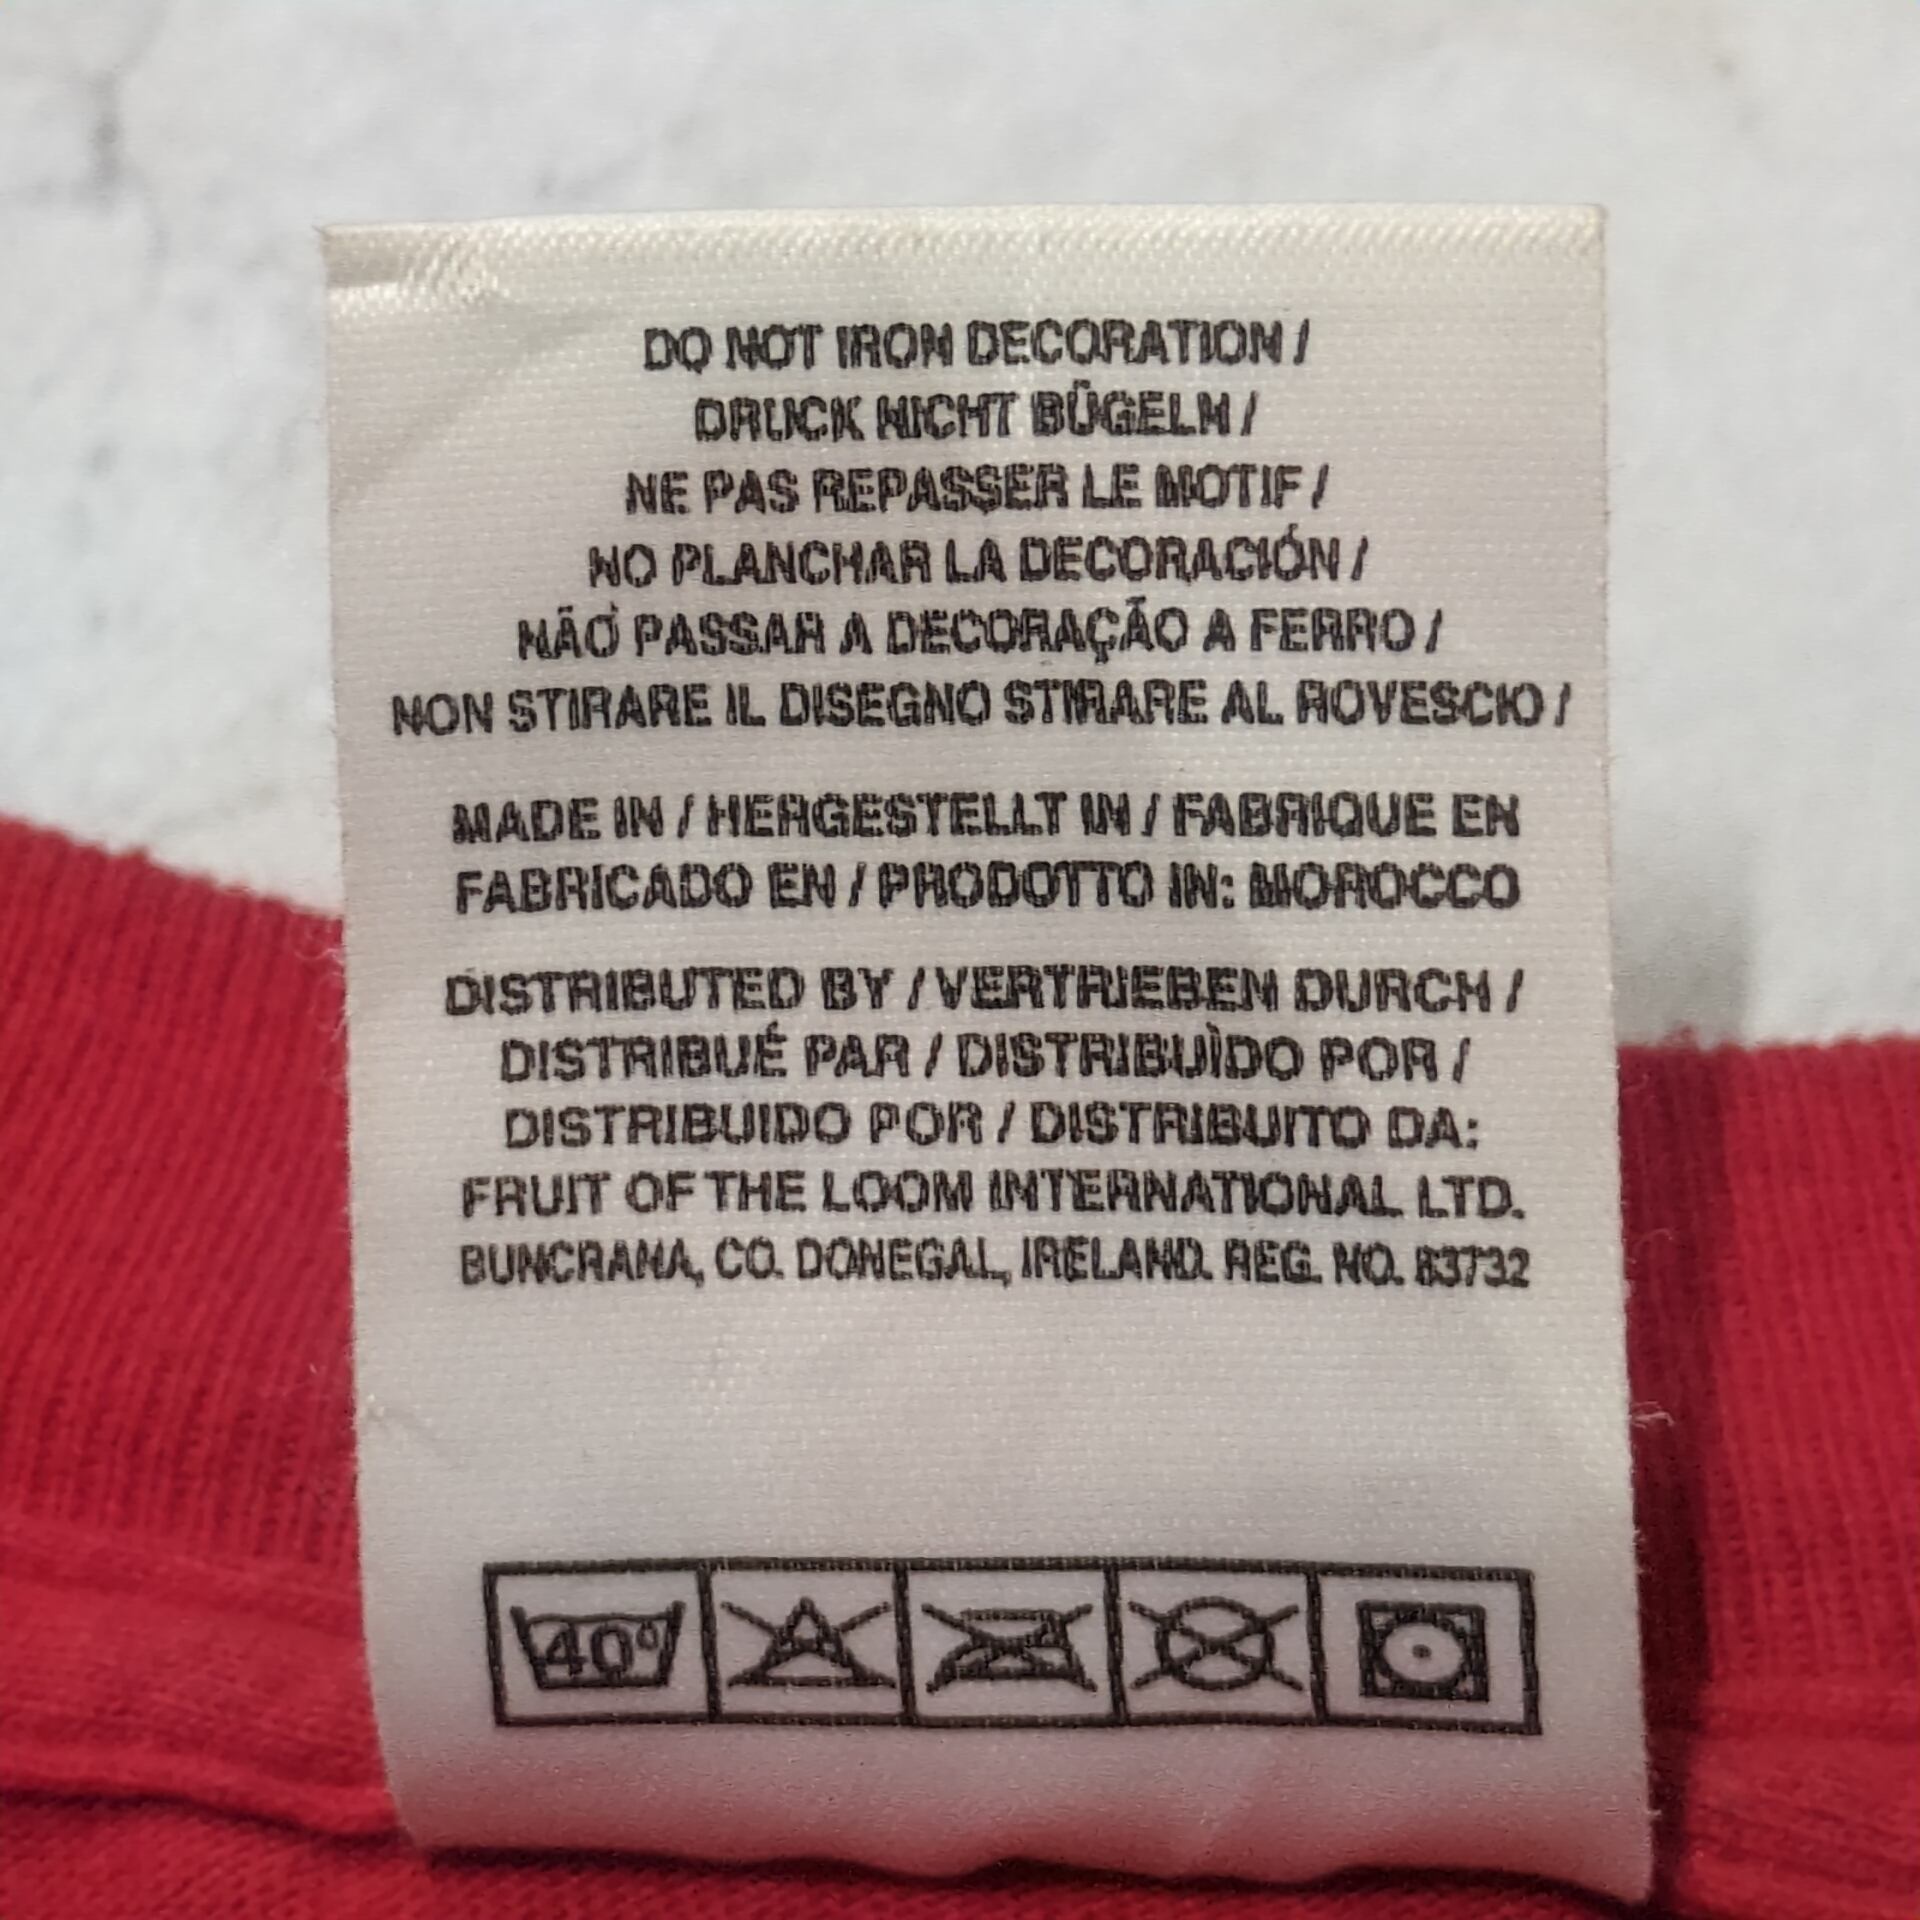 DO NOT IRON DECORATION /
DRUCK NICHT BÜGELN /
NE PAS REPASSER LE MOTIF /
NO PLANCHAR LA DECORACIÓN /
NÃO PASSAR A DECORAÇÃO A FERRO /
NON STIRARE IL DISEGNO STIRARE AL ROVESCIO /
MADE IN / HERGESTELLT IN / FABRIQUE EN
FABRICADO EN / PRODOTTO IN: MOROCCO
DISTRIBUTED BY / VERTRIEBEN DURCH /
DISTRIBUÉ PAR / DISTRIBUÌDO POR /
DISTRIBUIDO POR / DISTRIBUITO DA:
FRUIT OF THE LOOM INTERNATIONAL LTD.
BUNCRANA, CO. DONEGAL, IRELAND. REG. NO. 83732
40°